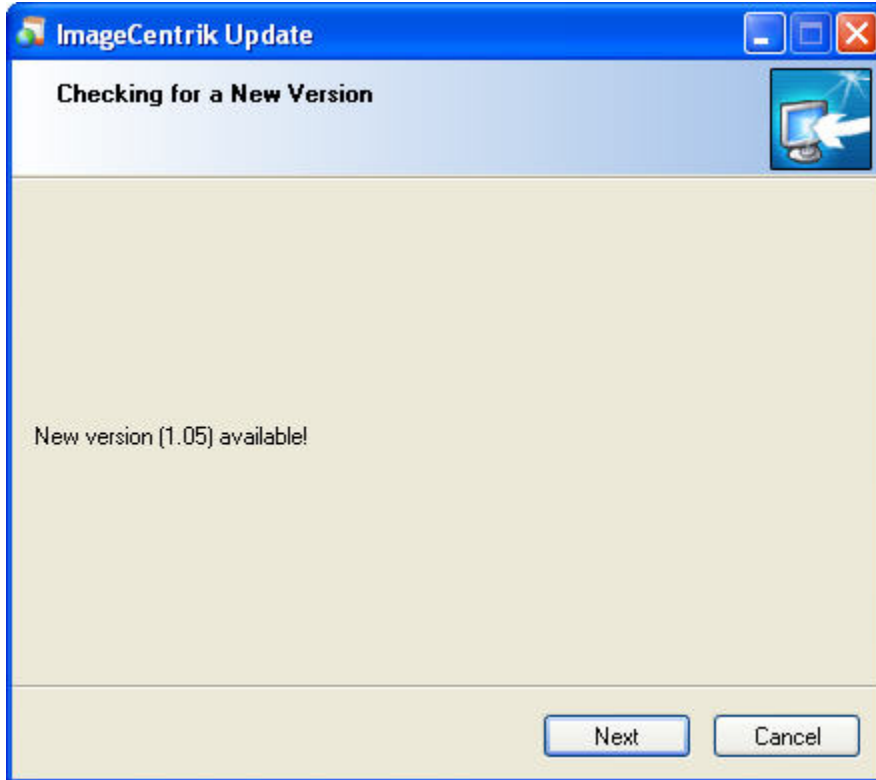 ImageCentrik Update
Checking for a New Version
New version (1.05) available!
Next
Cancel